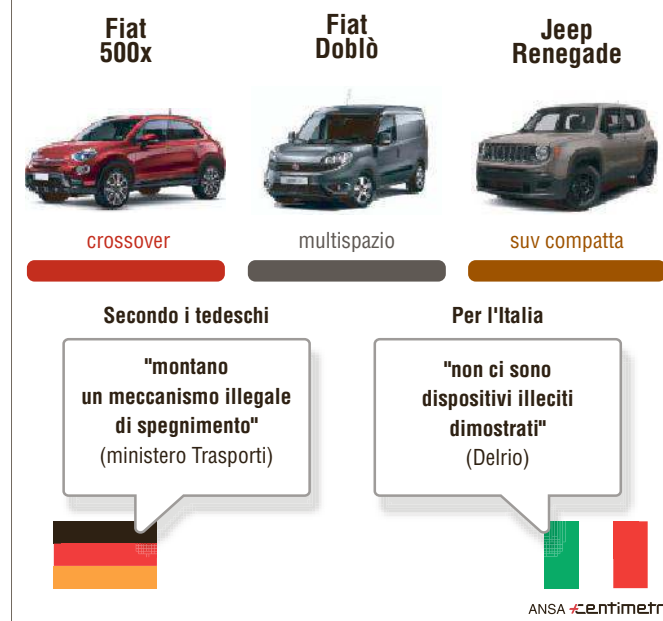 Fiat
500x
Fiat
Doblò
Jeep
Renegade
crossover
multispazio
suv compatta
Secondo i tedeschi
"montano
un meccanismo illegale
di spegnimento"
(ministero Trasporti)
Per l'Italia
"non ci sono
dispositivi illeciti
dimostrati"
(Delrio)
ANSA centimetr